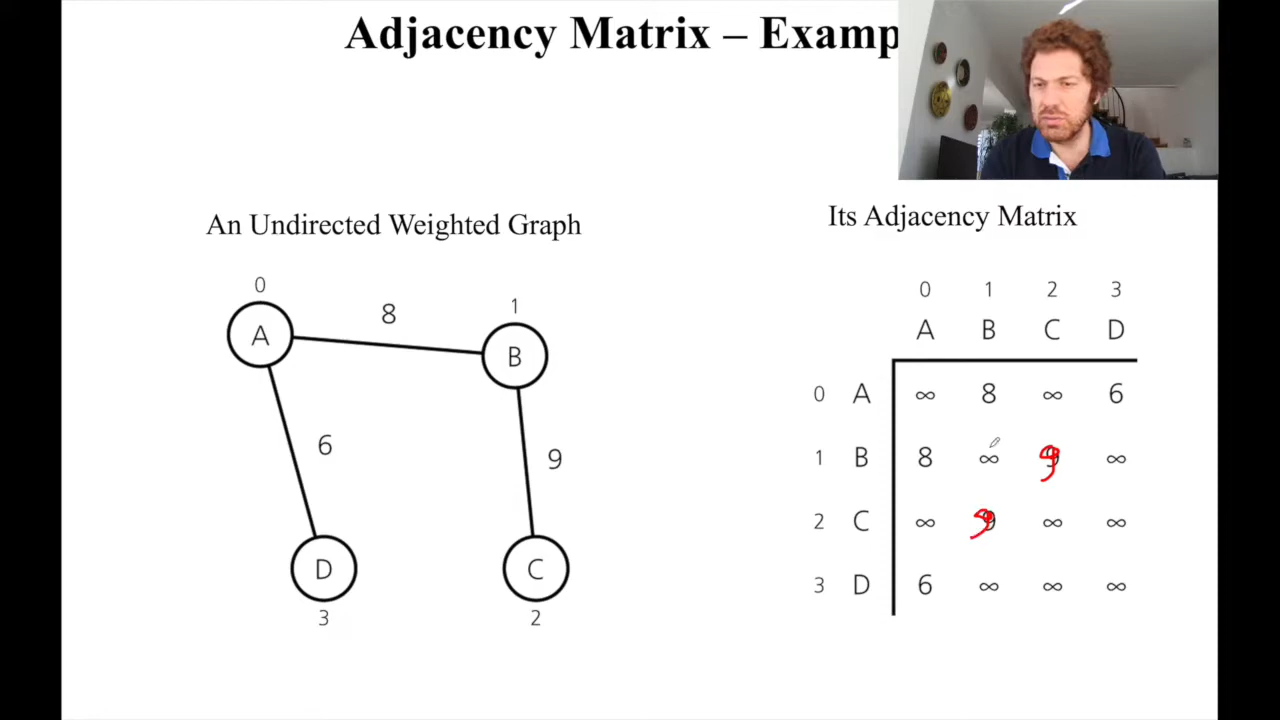 Adjacency Matrix – Examp
An Undirected Weighted Graph
0
A
8
1
B
6
9
D
3
C
2
Its Adjacency Matrix
0 1 2 3
A B C D
0 A ∞ 8 ∞ 6
1 B 8 ∞ 9 ∞
2 C ∞ 9 ∞ ∞
3 D 6 ∞ ∞ ∞